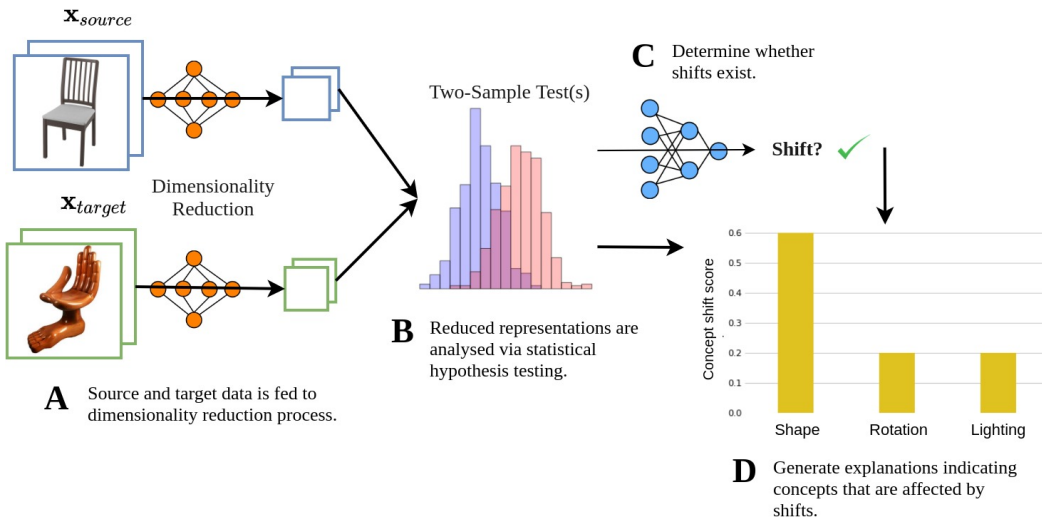 x_source
x_target
Dimensionality
Reduction
A Source and target data is fed to
dimensionality reduction process.
Two-Sample Test(s)
B Reduced representations are
analysed via statistical
hypothesis testing.
C Determine whether
shifts exist.
Shift?
Concept shift score
0.6
0.5
0.4
0.3
0.2
0.1
0.0
Shape Rotation Lighting
D Generate explanations indicating
concepts that are affected by
shifts.